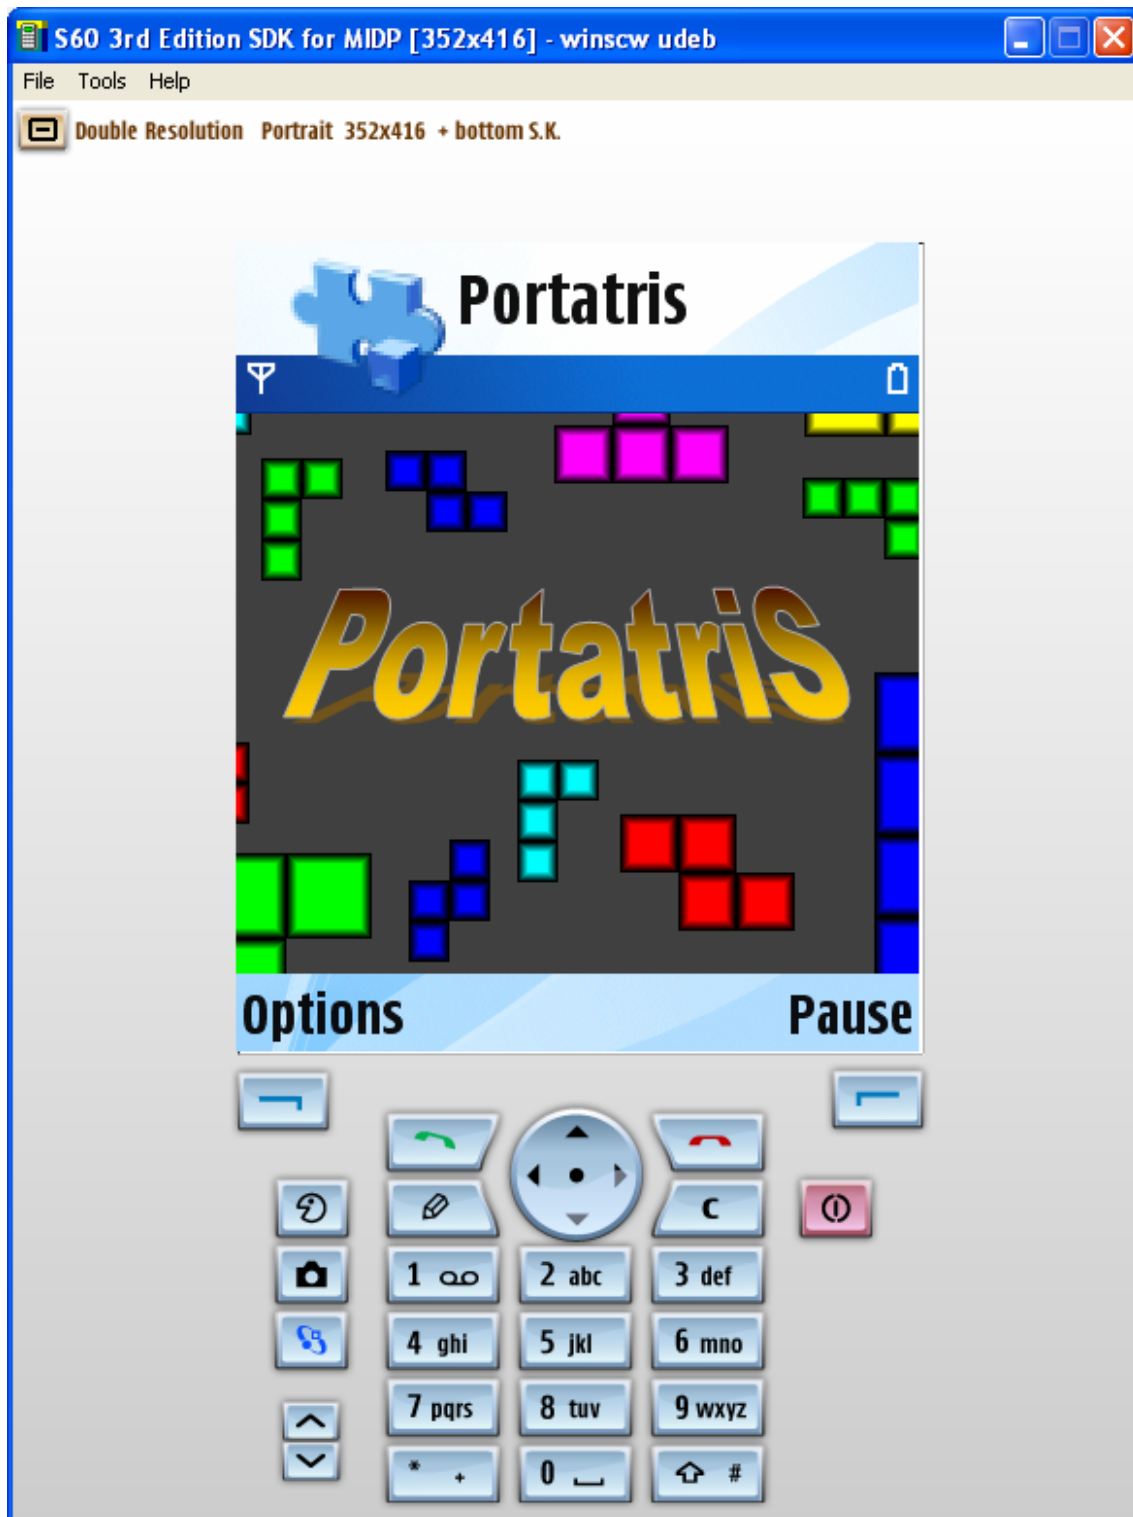 S60 3rd Edition SDK for MIDP [352x416] - winscw udeb
File Tools Help
Double Resolution Portrait 352x416 + bottom S.K.
Portatris
PortatriS
Options Pause
C
1 2 abc 3 def
4 ghi 5 jkl 6 mno
7 pqrs 8 tuv 9 wxyz
* + 0 #